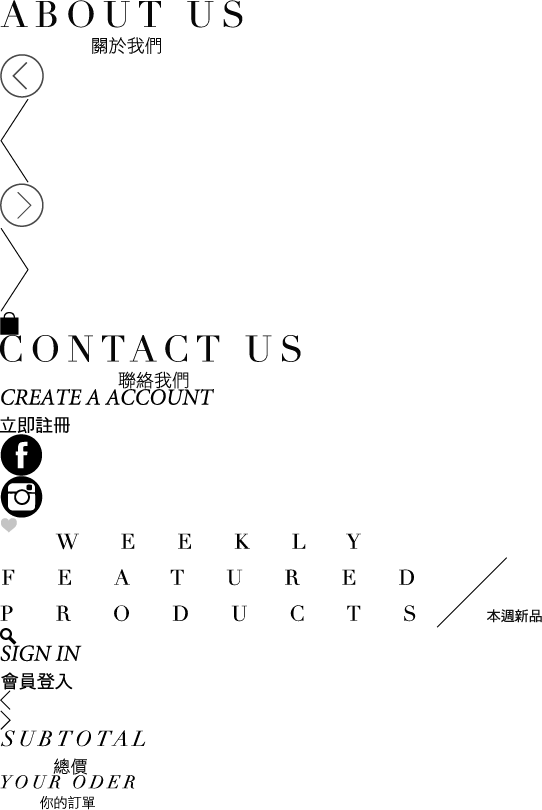 ABOUT US
關於我們
CONTACT US
聯絡我們
CREATE A ACCOUNT
立即註冊
WEEKLY
FEATURED
PRODUCTS
本週新品
SIGN IN
會員登入
SUBTOTAL
總價
YOUR ODER
你的訂單